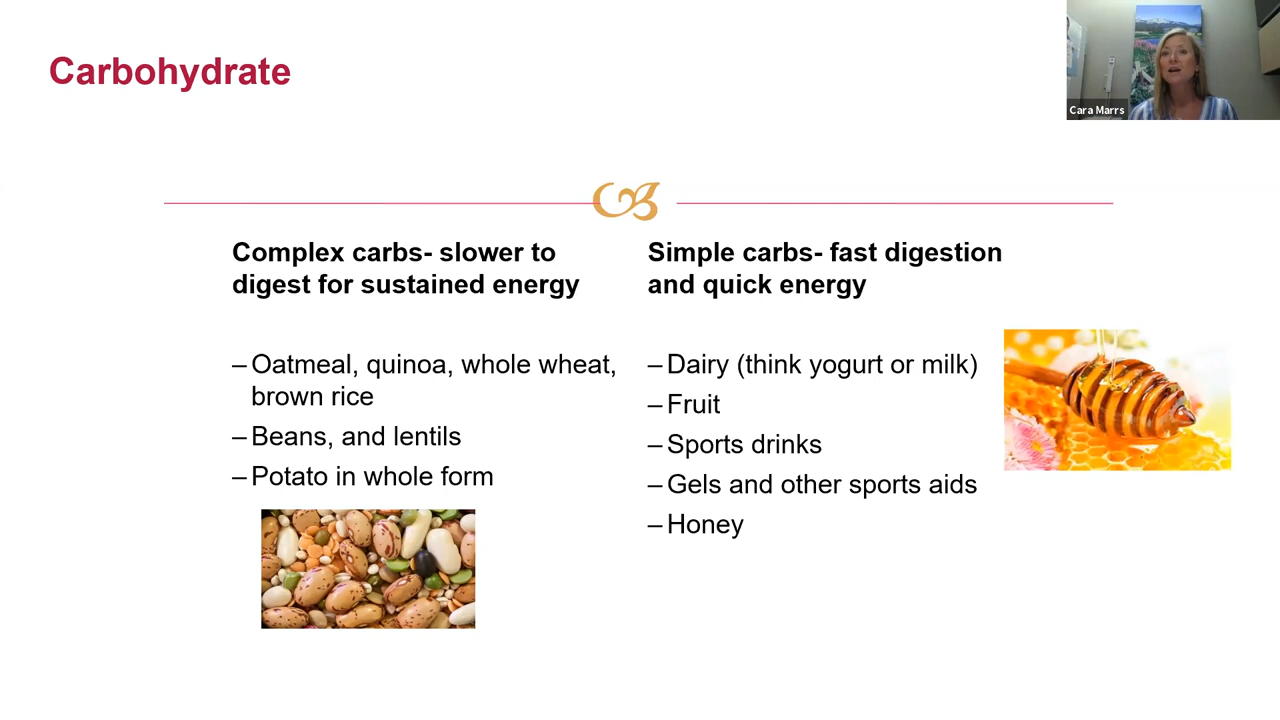 Carbohydrate
Cara Marrs
Complex carbs- slower to
digest for sustained energy
– Oatmeal, quinoa, whole wheat,
brown rice
– Beans, and lentils
– Potato in whole form
Simple carbs- fast digestion
and quick energy
– Dairy (think yogurt or milk)
– Fruit
– Sports drinks
– Gels and other sports aids
– Honey